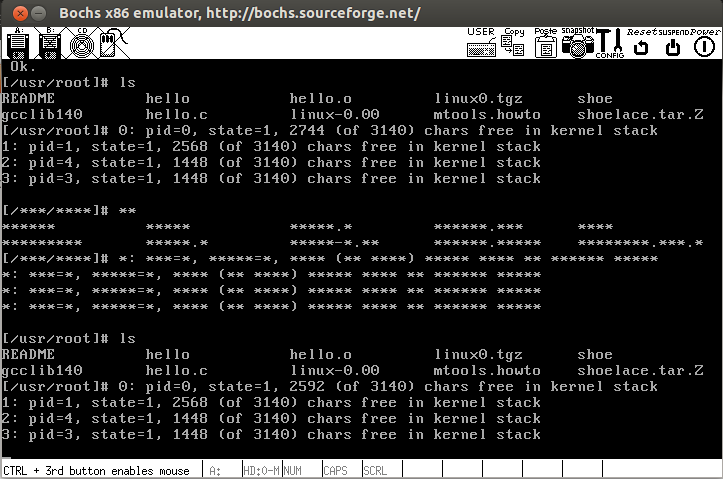 Bochs x86 emulator, http://bochs.sourceforge.net/
A: B: CD USER Copy Paste snapshot CONFIG Reset SUSPEND Power
Ok.
[/usr/root]# ls
README hello hello.o linux0.tgz shoe
gcclib140 hello.c linux-0.00 mtools.howto shoelace.tar.Z
[/usr/root]# 0: pid=0, state=1, 2744 (of 3140) chars free in kernel stack
1: pid=1, state=1, 2568 (of 3140) chars free in kernel stack
2: pid=4, state=1, 1448 (of 3140) chars free in kernel stack
3: pid=3, state=1, 1448 (of 3140) chars free in kernel stack
[/***/****]# **
****** ***** *****.* ******.*** ****
********* *****.* *****-*.** ******.***** ********.***.*
[/***/****]# *: ***=*, *****=*, **** (** ****) ***** **** ** ****** *****
*: ***=*, *****=*, **** (** ****) ***** **** ** ****** *****
*: ***=*, *****=*, **** (** ****) ***** **** ** ****** *****
*: ***=*, *****=*, **** (** ****) ***** **** ** ****** *****
[/usr/root]# ls
README hello hello.o linux0.tgz shoe
gcclib140 hello.c linux-0.00 mtools.howto shoelace.tar.Z
[/usr/root]# 0: pid=0, state=1, 2592 (of 3140) chars free in kernel stack
1: pid=1, state=1, 2568 (of 3140) chars free in kernel stack
2: pid=4, state=1, 1448 (of 3140) chars free in kernel stack
3: pid=3, state=1, 1448 (of 3140) chars free in kernel stack
CTRL + 3rd button enables mouse A: HD:0-M NUM CAPS SCRL